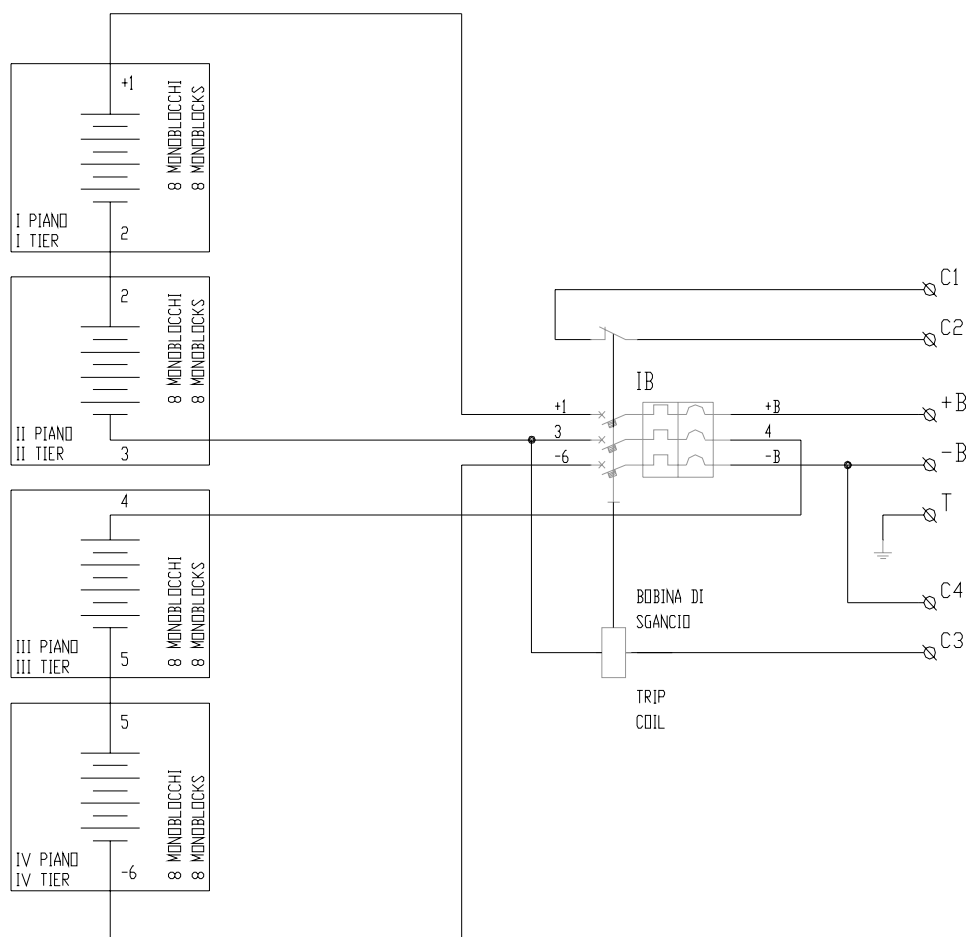 +1
8 MONOBLOCCHI
8 MONOBLOCKS
I PIANO
I TIER
2
2
8 MONOBLOCCHI
8 MONOBLOCKS
II PIANO
II TIER
3
4
8 MONOBLOCCHI
8 MONOBLOCKS
III PIANO
III TIER
5
5
8 MONOBLOCCHI
8 MONOBLOCKS
IV PIANO
IV TIER
-6
C1
C2
IB
+1
+B
+B
3
4
-6
-B
-B
T
C4
BOBINA DI
SGANCIO
C3
TRIP
COIL